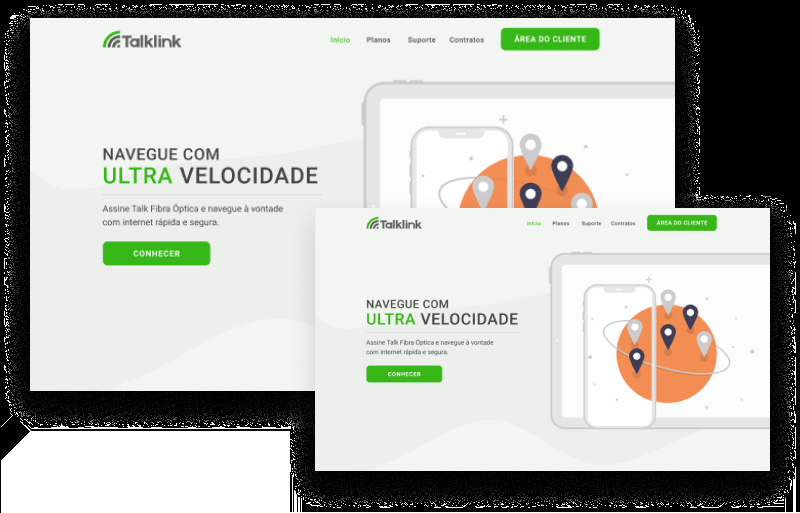 Talklink
Início Planos Suporte Contratos ÁREA DO CLIENTE
NAVEGUE COM
ULTRA VELOCIDADE
Assine Talk Fibra Óptica e navegue à vontade
com internet rápida e segura.
CONHECER
Talklink
Início Planos Suporte Contratos ÁREA DO CLIENTE
NAVEGUE COM
ULTRA VELOCIDADE
Assine Talk Fibra Óptica e navegue à vontade
com internet rápida e segura.
CONHECER